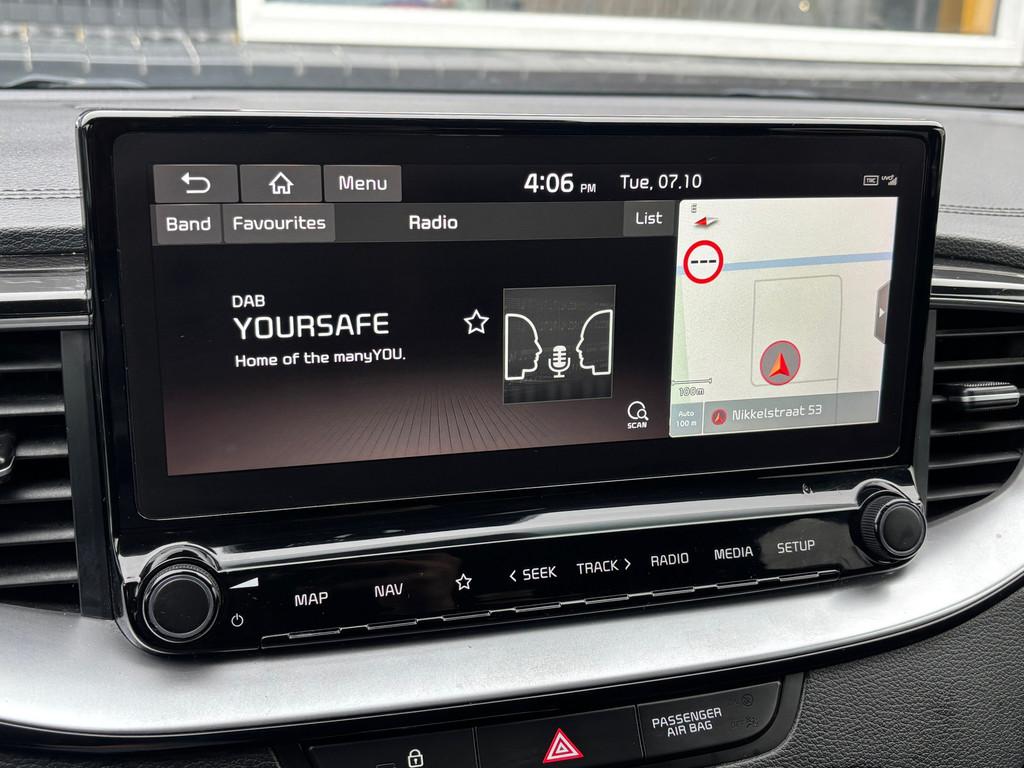 Menu
4:06 PM
Tue, 07.10
Band
Favourites
Radio
List
DAB
YOURSAFE
Home of the manyYOU.
SCAN
E
---
100m
Auto
100 m
Nikkelstraat 53
MAP
NAV
< SEEK
TRACK >
RADIO
MEDIA
SETUP
PASSENGER
AIR BAG